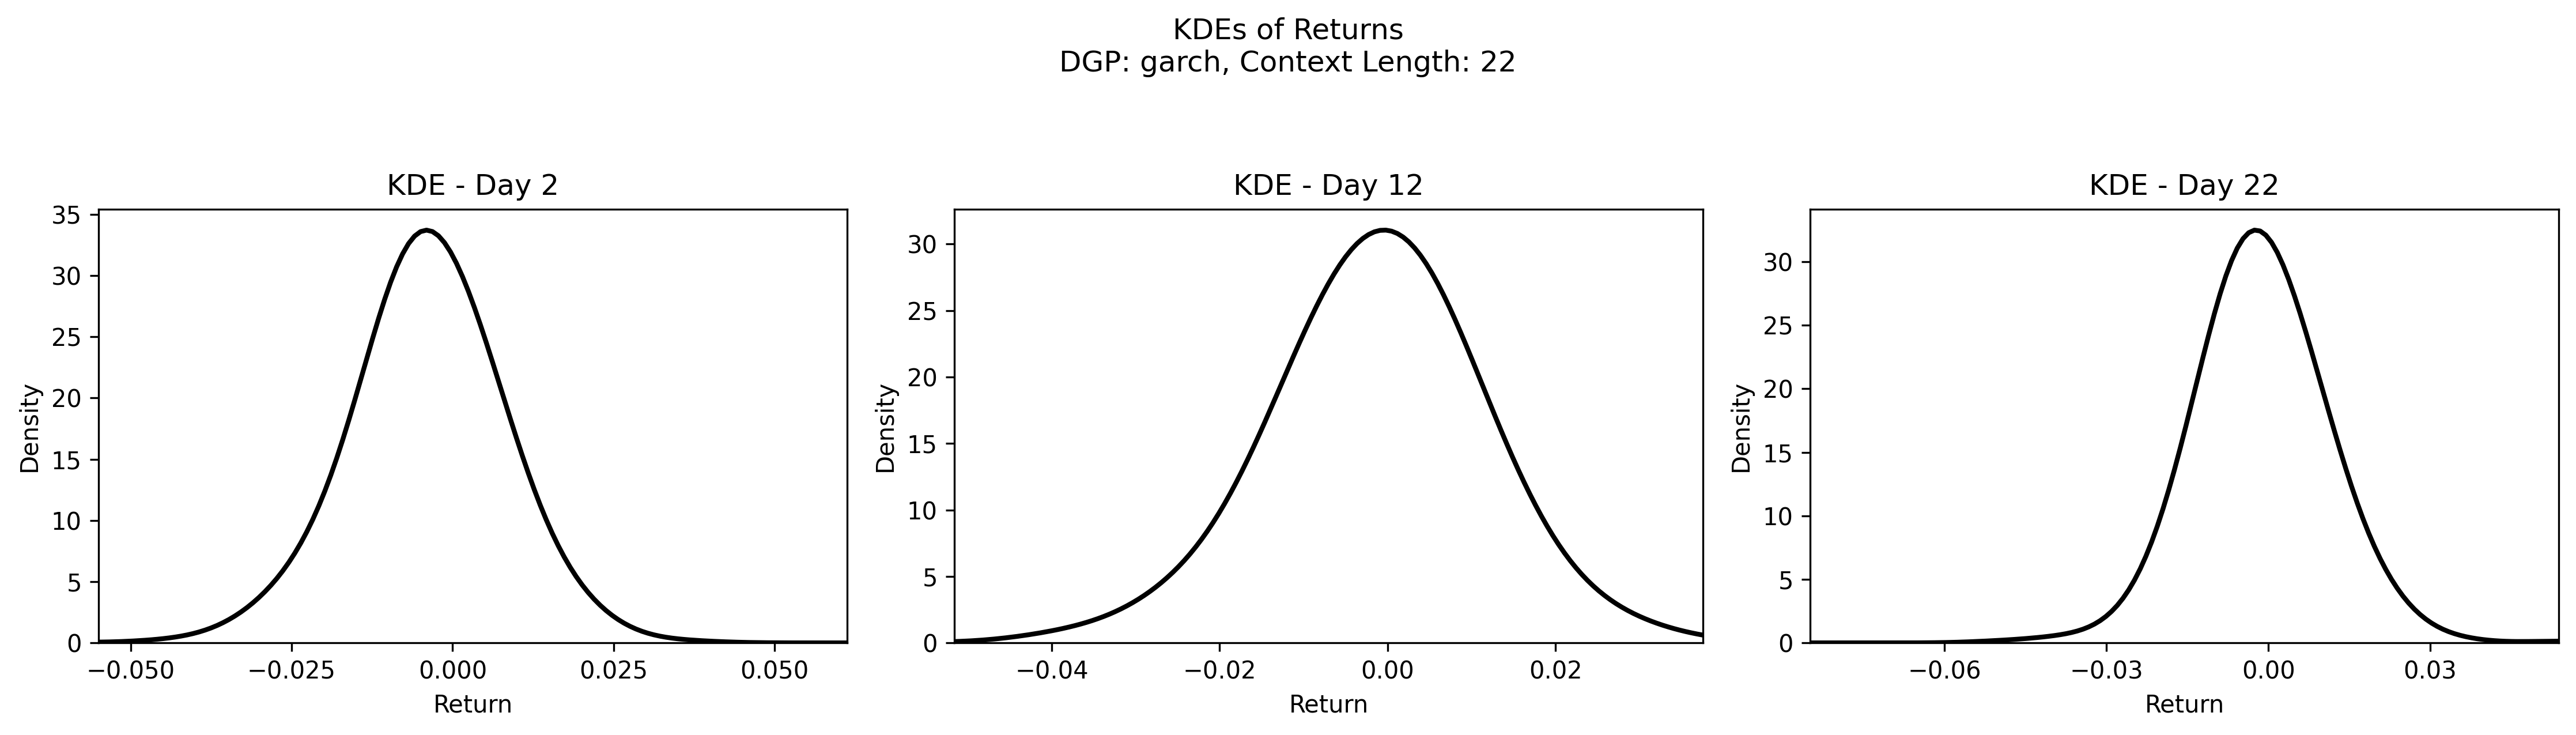 KDEs of Returns
DGP: garch, Context Length: 22
KDE - Day 2
35
30
25
20
15
10
5
0
Density
−0.050 −0.025 0.000 0.025 0.050
Return
KDE - Day 12
30
25
20
15
10
5
0
Density
−0.04 −0.02 0.00 0.02
Return
KDE - Day 22
30
25
20
15
10
5
0
Density
−0.06 −0.03 0.00 0.03
Return